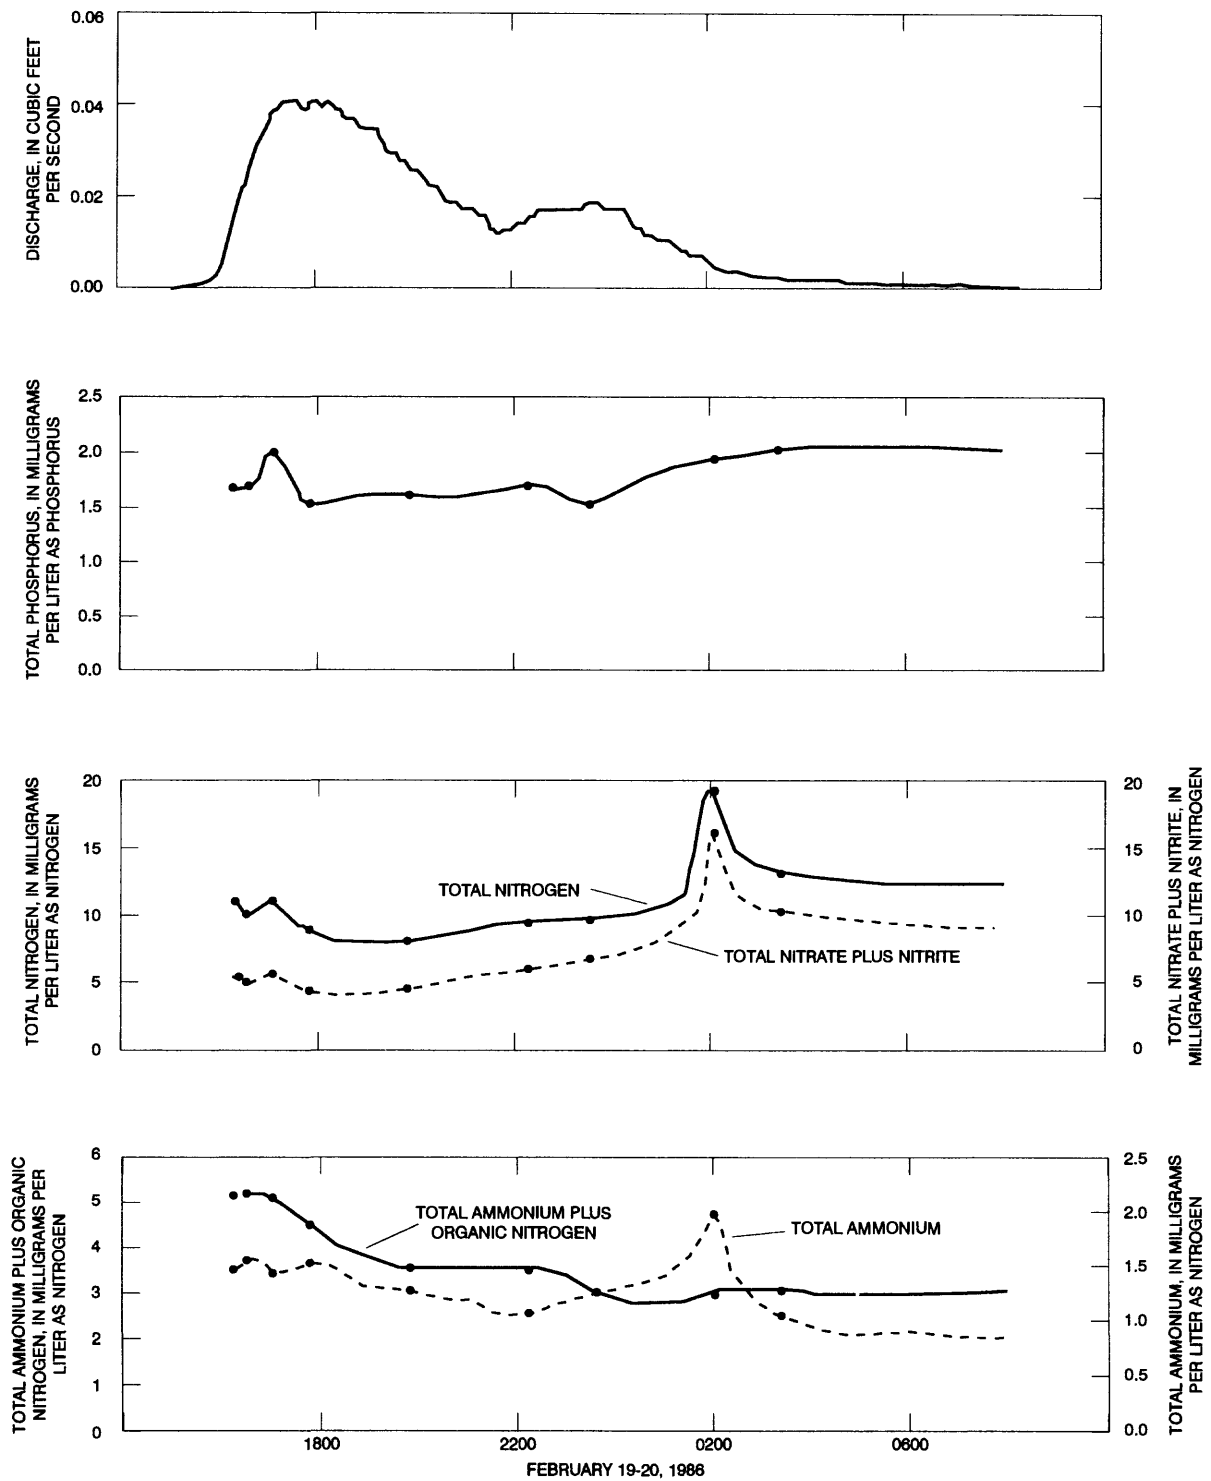 DISCHARGE, IN CUBIC FEET
PER SECOND
0.06
0.04
0.02
0.00
TOTAL PHOSPHORUS, IN MILLIGRAMS
PER LITER AS PHOSPHORUS
2.5
2.0
1.5
1.0
0.5
0.0
TOTAL NITROGEN, IN MILLIGRAMS
PER LITER AS NITROGEN
20
15
10
5
0
TOTAL NITROGEN
TOTAL NITRATE PLUS NITRITE
20
15
10
5
0
TOTAL NITRATE PLUS NITRITE, IN
MILLIGRAMS PER LITER AS NITROGEN
TOTAL AMMONIUM PLUS ORGANIC
NITROGEN, IN MILLIGRAMS PER
LITER AS NITROGEN
6
5
4
3
2
1
0
TOTAL AMMONIUM PLUS
ORGANIC NITROGEN
TOTAL AMMONIUM
2.5
2.0
1.5
1.0
0.5
0.0
TOTAL AMMONIUM, IN MILLIGRAMS
PER LITER AS NITROGEN
1800
2200
0200
0600
FEBRUARY 19-20, 1986